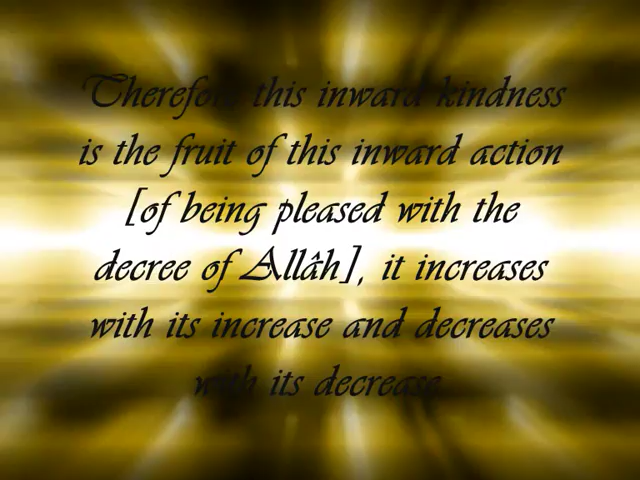 Therefore this inward kindness
is the fruit of this inward action
[of being pleased with the
decree of Allâh], it increases
with its increase and decreases
with its decrease